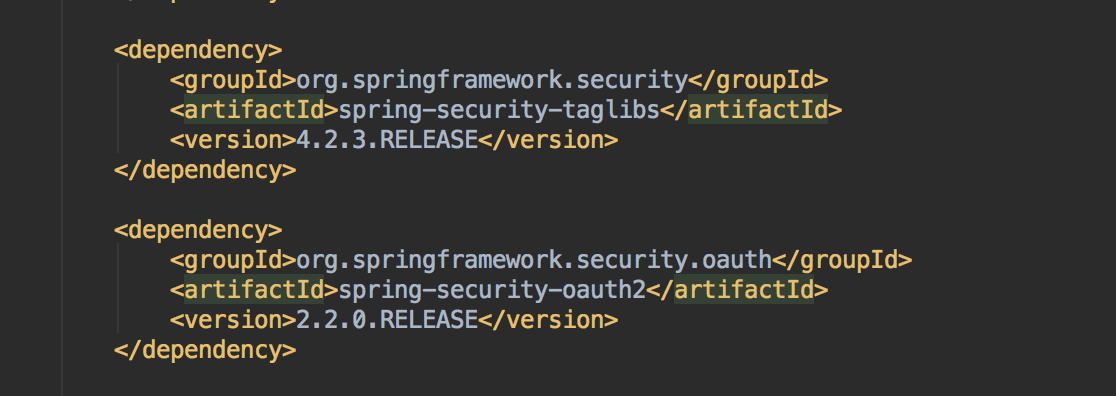 <dependency>
<groupId>org.springframework.security</groupId>
<artifactId>spring-security-taglibs</artifactId>
<version>4.2.3.RELEASE</version>
</dependency>
<dependency>
<groupId>org.springframework.security.oauth</groupId>
<artifactId>spring-security-oauth2</artifactId>
<version>2.2.0.RELEASE</version>
</dependency>